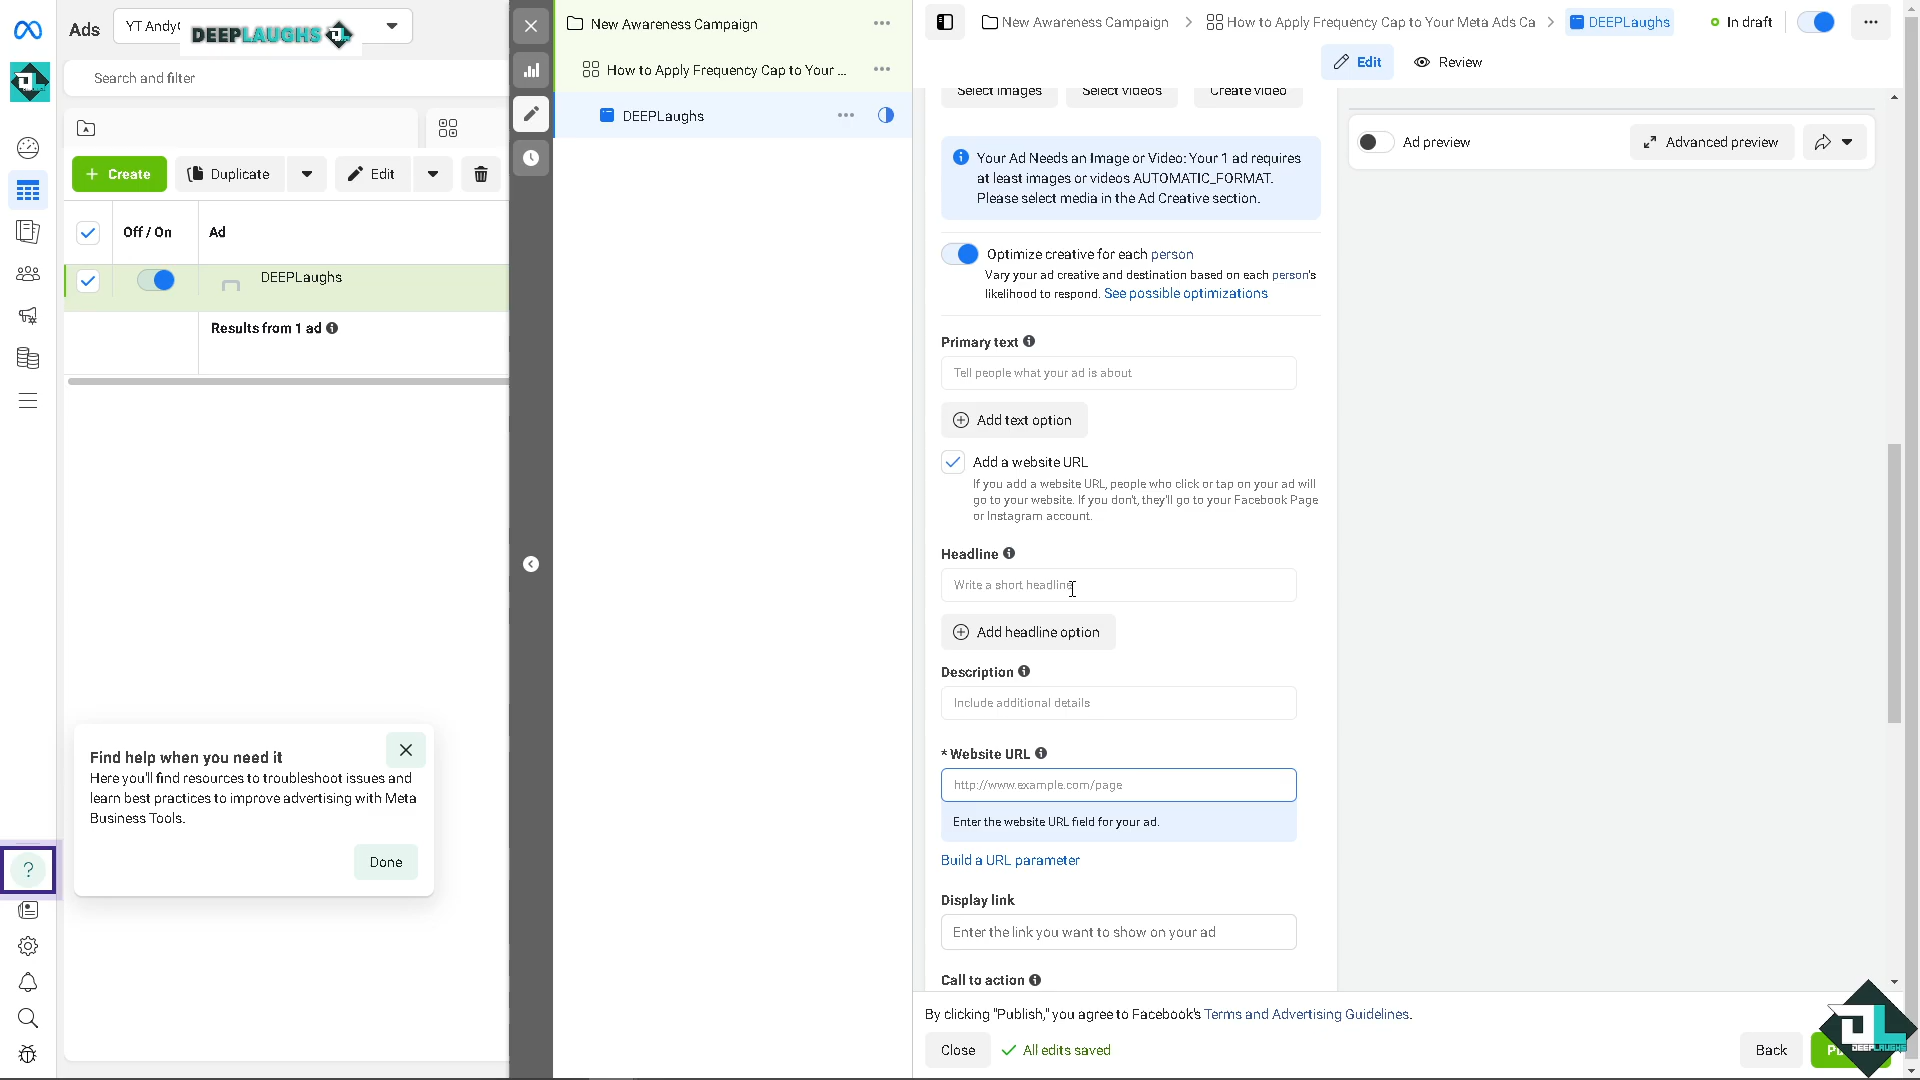 Ads
YT Andy
DEEPLAUGHS
Search and filter
Create
Duplicate
Edit
Off / On
Ad
DEEPLaughs
Results from 1 ad
Find help when you need it
Here you'll find resources to troubleshoot issues and
learn best practices to improve advertising with Meta
Business Tools.
Done
New Awareness Campaign
How to Apply Frequency Cap to Your ...
DEEPLaughs
New Awareness Campaign
How to Apply Frequency Cap to Your Meta Ads Ca
DEEPLaughs
In draft
Edit
Review
Select images
Select videos
Create video
Your Ad Needs an Image or Video: Your 1 ad requires
at least images or videos AUTOMATIC_FORMAT.
Please select media in the Ad Creative section.
Optimize creative for each person
Vary your ad creative and destination based on each person's
likelihood to respond. See possible optimizations
Primary text
Tell people what your ad is about
Add text option
Add a website URL
If you add a website URL, people who click or tap on your ad will
go to your website. If you don't, they'll go to your Facebook Page
or Instagram account.
Headline
Write a short headline
Add headline option
Description
Include additional details
* Website URL
http://www.example.com/page
Enter the website URL field for your ad.
Build a URL parameter
Display link
Enter the link you want to show on your ad
Call to action
Ad preview
Advanced preview
By clicking "Publish," you agree to Facebook's Terms and Advertising Guidelines.
Close
All edits saved
Back
DEEPLAUGHS